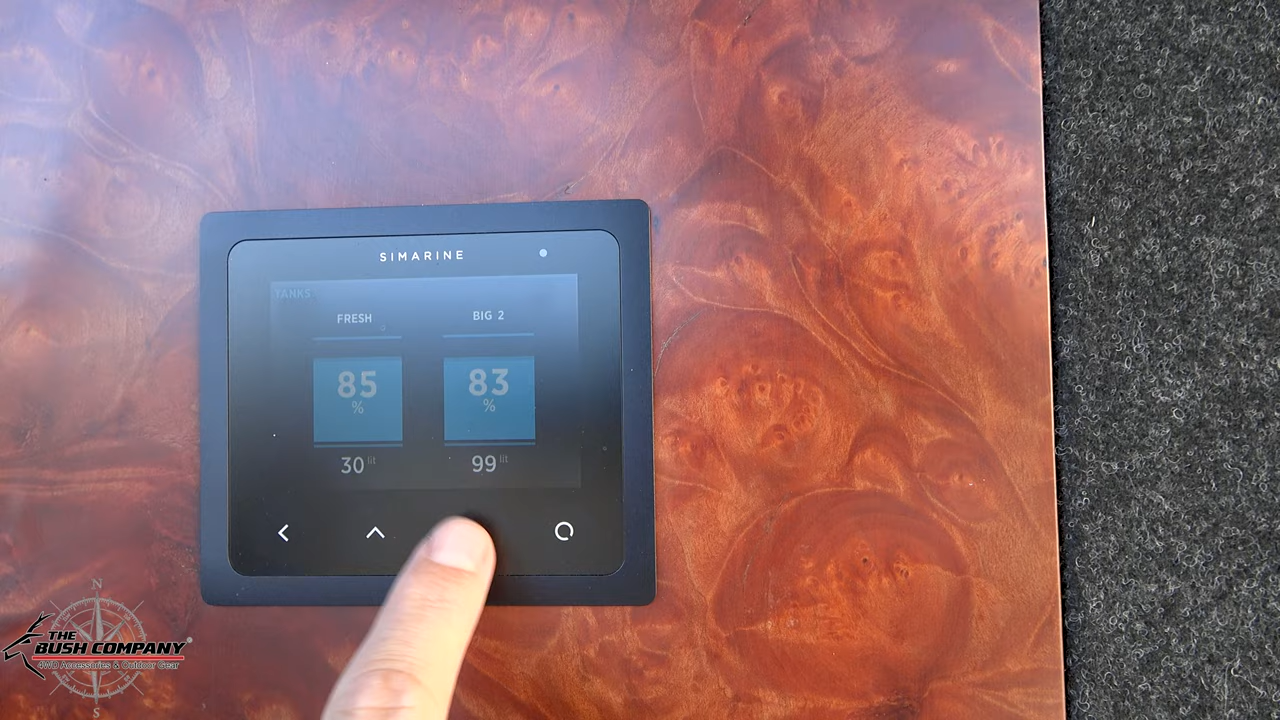 SIMARINE
TANKS
FRESH
BIG 2
85
83
%
%
30 lit
99 lit
N
THE
BUSH COMPANY®
4WD Accessories & Outdoor Gear
S